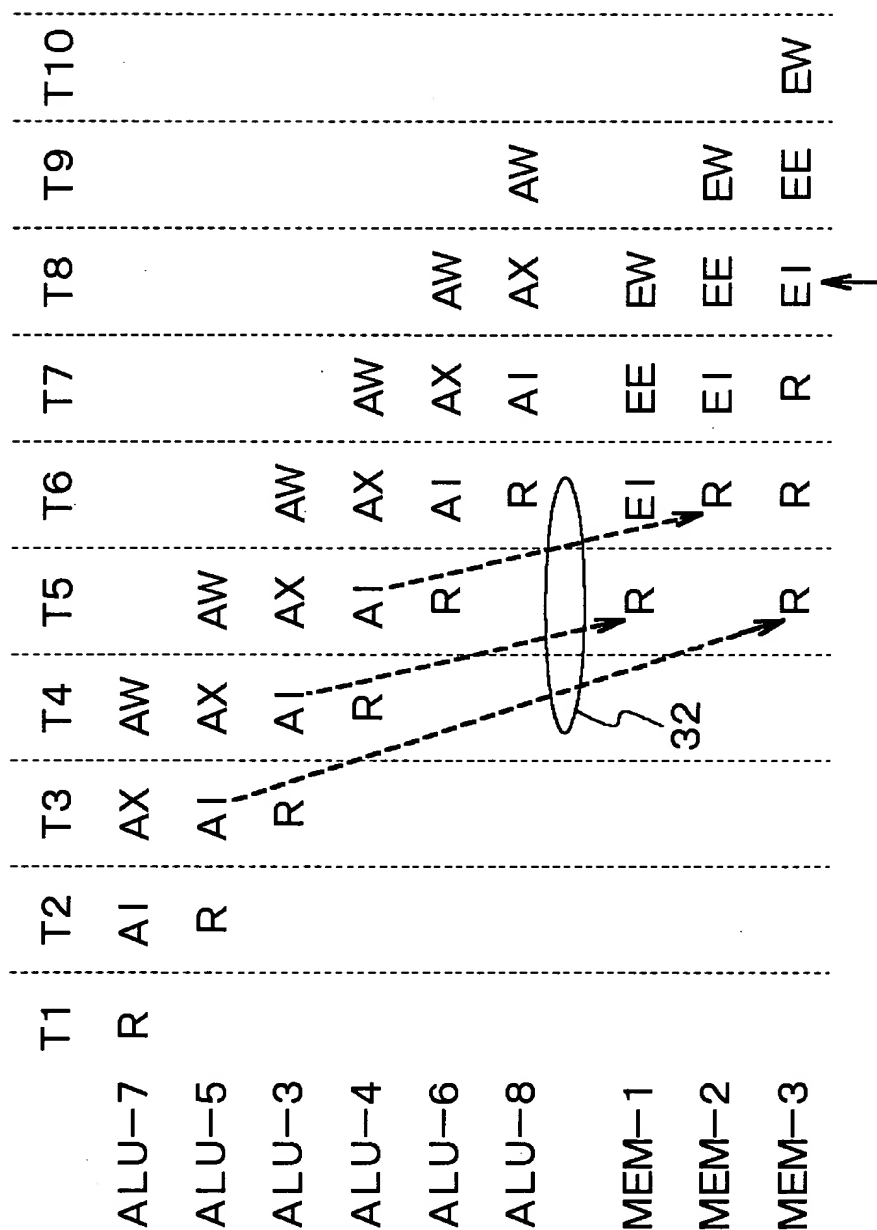 T1 T2 T3 T4 T5 T6 T7 T8 T9 T10
ALU-7 R AI AX AW
ALU-5 R AI AX AW
ALU-3 R AI AX AW
ALU-4 R AI AX AW
ALU-6 R AI AX AW
ALU-8 R AI AX AW
MEM-1 R EI EE EW
MEM-2 R EI EE EW
MEM-3 R R R EI EE EW
32